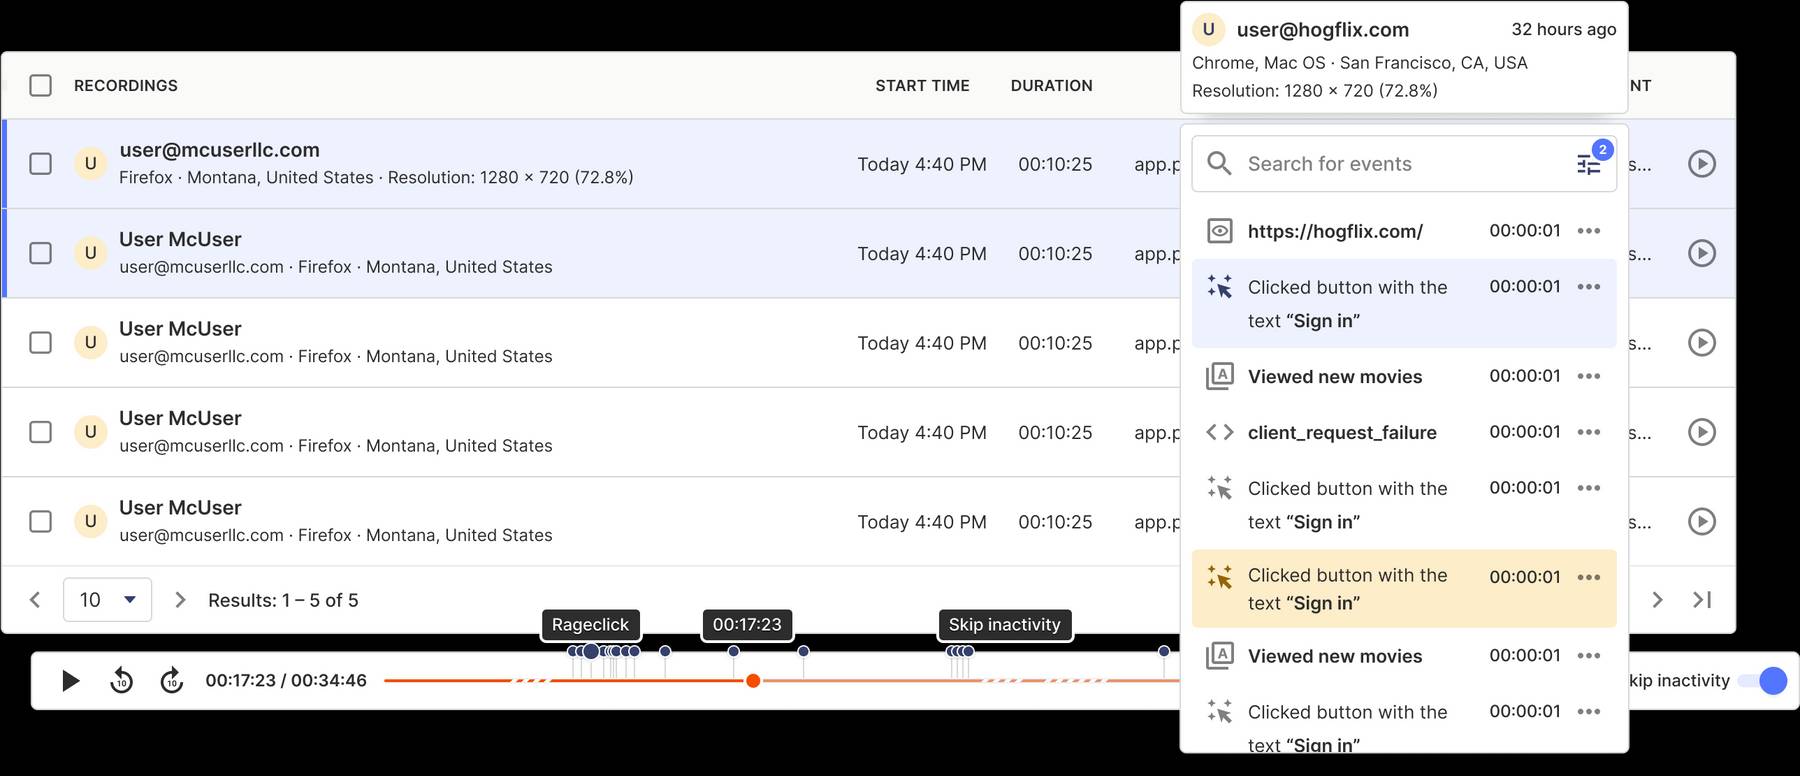 U user@hogflix.com 32 hours ago
Chrome, Mac OS · San Francisco, CA, USA
Resolution: 1280 × 720 (72.8%)
RECORDINGS START TIME DURATION NT
U user@mcuserllc.com Today 4:40 PM 00:10:25 app.p s...
Firefox · Montana, United States · Resolution: 1280 × 720 (72.8%)
U User McUser Today 4:40 PM 00:10:25 app.p s...
user@mcuserllc.com · Firefox · Montana, United States
U User McUser Today 4:40 PM 00:10:25 app.p s...
user@mcuserllc.com · Firefox · Montana, United States
U User McUser Today 4:40 PM 00:10:25 app.p s...
user@mcuserllc.com · Firefox · Montana, United States
U User McUser Today 4:40 PM 00:10:25 app.p s...
user@mcuserllc.com · Firefox · Montana, United States
10 Results: 1 – 5 of 5
Search for events 2
https://hogflix.com/ 00:00:01
Clicked button with the 00:00:01
text “Sign in”
A Viewed new movies 00:00:01
client_request_failure 00:00:01
Clicked button with the 00:00:01
text “Sign in”
Clicked button with the 00:00:01
text “Sign in”
A Viewed new movies 00:00:01
Clicked button with the 00:00:01
text “Sign in”
Rageclick 00:17:23 Skip inactivity
10 10 00:17:23 / 00:34:46 kip inactivity